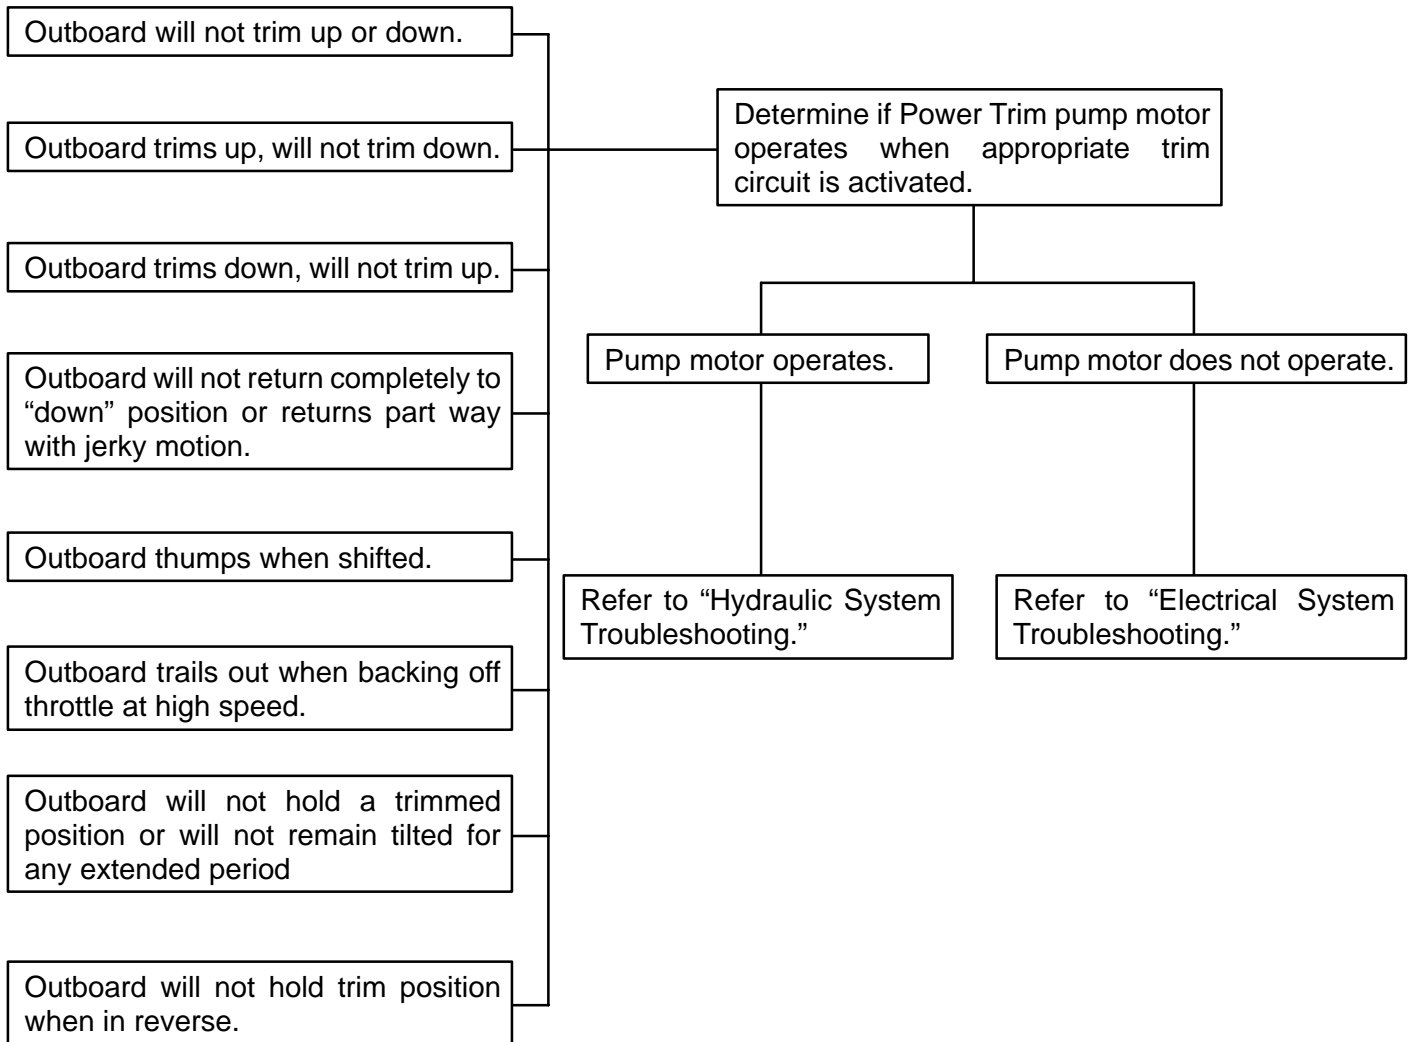 Outboard will not trim up or down.
Outboard trims up, will not trim down.
Outboard trims down, will not trim up.
Outboard will not return completely to
“down” position or returns part way
with jerky motion.
Outboard thumps when shifted.
Outboard trails out when backing off
throttle at high speed.
Outboard will not hold a trimmed
position or will not remain tilted for
any extended period
Outboard will not hold trim position
when in reverse.
Determine if Power Trim pump motor
operates when appropriate trim
circuit is activated.
Pump motor operates.
Pump motor does not operate.
Refer to “Hydraulic System
Troubleshooting.”
Refer to “Electrical System
Troubleshooting.”